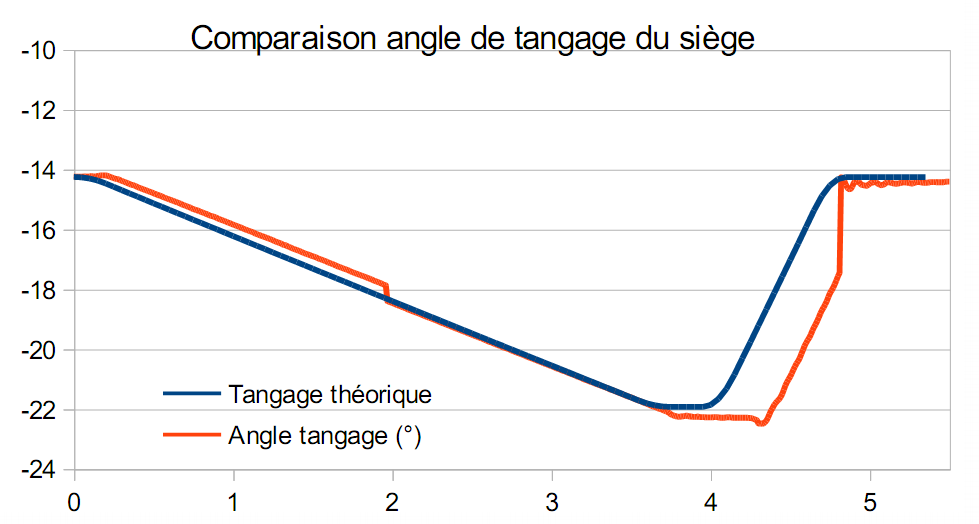 Comparaison angle de tangage du siège
-10
-12
-14
-16
-18
-20
-22
-24
Tangage théorique
Angle tangage (°)
0 1 2 3 4 5